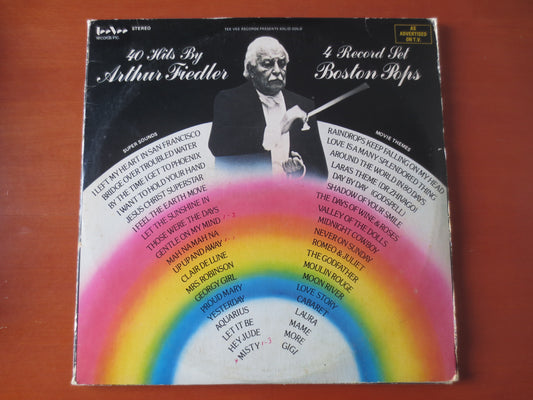 TeeVee
records inc.
STEREO
TEE VEE RECORDS PRESENTS SOLID GOLD
AS
ADVERTISED
ON T.V.
40 Hits By
Arthur Fiedler
4 Record Set
Boston Pops
SUPER SOUNDS
I LEFT MY HEART IN SAN FRANCISCO
BRIDGE OVER TROUBLED WATER
BY THE TIME I GET TO PHOENIX
I WANT TO HOLD YOUR HAND
JESUS CHRIST SUPERSTAR
I FEEL THE EARTH MOVE
LET THE SUNSHINE IN
THOSE WERE THE DAYS
GENTLE ON MY MIND
MAH NA MAH NA
UP UP AND AWAY
CLAIR DE LUNE
MRS. ROBINSON
GEORGY GIRL
PROUD MARY
YESTERDAY
AQUARIUS
LET IT BE
HEY JUDE
MISTY 1-3
MOVIE THEMES
RAINDROPS KEEP FALLING ON MY HEAD
LOVE IS A MANY SPLENDORED THING
AROUND THE WORLD IN 80 DAYS
LARA'S THEME (DR. ZHIVAGO)
DAY BY DAY (GODSPELL)
SHADOW OF YOUR SMILE
THE DAYS OF WINE & ROSES
VALLEY OF THE DOLLS
MIDNIGHT COWBOY
NEVER ON SUNDAY
ROMEO & JULIET
THE GODFATHER
MOULIN ROUGE
MOON RIVER
LOVE STORY
CABARET
LAURA
MAME
MORE
GIGI